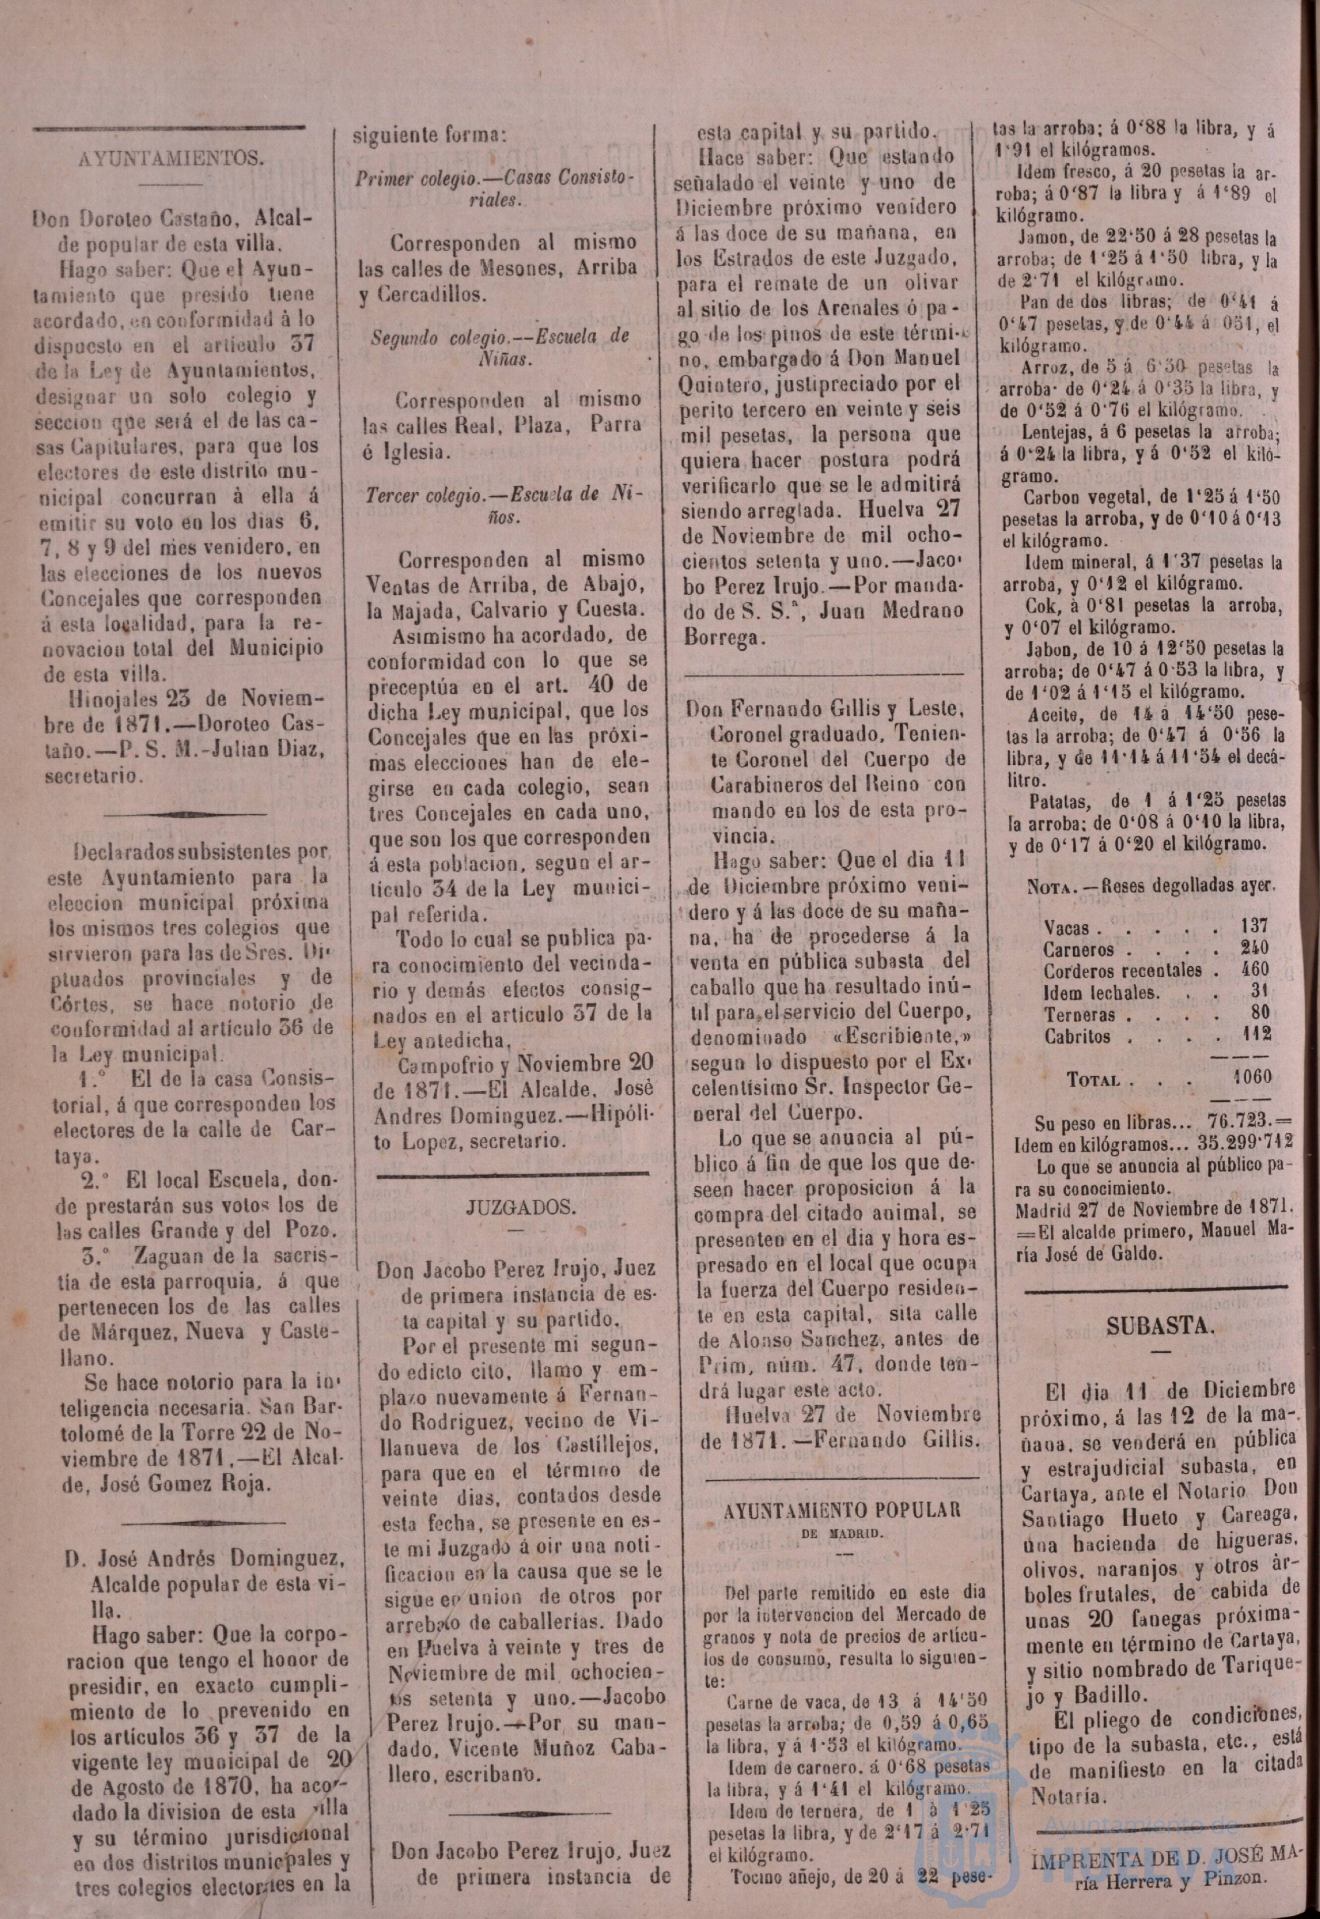 AYUNTAMIENTOS.
Don Doroteo Castaño, Alcal-
de popular de esta villa.
Hago saber: Que el Ayun-
tamiento que presido tiene
acordado, en conformidad à lo
dispuesto en el artículo 37
de la Ley de Ayuntamientos,
designar un solo colegio y
seccion que será el de las ca-
sas Capitulares, para que los
electores de este distrito mu-
nicipal concurran à ella á
emitir su voto en los dias 6,
7, 8 y 9 del mes venidero, en
las elecciones de los nuevos
Concejales que corresponden
á esta localidad, para la re-
novacion total del Municipio
de esta villa.
Hinojales 23 de Noviem-
bre de 1871.—Doroteo Cas-
taño.—P. S. M.-Julian Diaz,
secretario.
Declarados subsistentes por
este Ayuntamiento para la
eleccion municipal próxima
los mismos tres colegios que
sirvieron para las de Sres. Di-
putados provinciales y de
Córtes, se hace notorio de
conformidad al artículo 36 de
la Ley municipal.
1.° El de la casa Consis-
torial, á que corresponden los
electores de la calle de Car-
taya.
2.° El local Escuela, don-
de prestarán sus votos los de
las calles Grande y del Pozo.
3.° Zaguan de la sacris-
tía de esta parroquia, á que
pertenecen los de las calles
de Márquez, Nueva y Caste-
llano.
Se hace notorio para la in-
teligencia necesaria. San Bar-
tolomé de la Torre 22 de No-
viembre de 1871.—El Alcal-
de, José Gomez Roja.
D. José Andrés Dominguez,
Alcalde popular de esta vi-
lla.
Hago saber: Que la corpo-
racion que tengo el honor de
presidir, en exacto cumpli-
miento de lo prevenido en
los artículos 36 y 37 de la
vigente ley municipal de 20
de Agosto de 1870, ha acor-
dado la division de esta villa
y su término jurisdicional
en dos distritos municpales y
tres colegios electorales en la
siguiente forma:
Primer colegio.—Casas Consisto-
riales.
Corresponden al mismo
las calles de Mesones, Arriba
y Cercadillos.
Segundo colegio.--Escuela de
Niñas.
Corresponden al mismo
las calles Real, Plaza, Parra
é Iglesia.
Tercer colegio.—Escuela de Ni-
ños.
Corresponden al mismo
Ventas de Arriba, de Abajo,
la Majada, Calvario y Cuesta.
Asimismo ha acordado, de
conformidad con lo que se
preceptúa en el art. 40 de
dicha Ley municipal, que los
Concejales que en las próxi-
mas elecciones han de ele-
girse en cada colegio, sean
tres Concejales en cada uno,
que son los que corresponden
á esta poblacion, segun el ar-
tículo 34 de la Ley munici-
pal referida.
Todo lo cual se publica pa-
ra conocimiento del vecinda-
rio y demás efectos consig-
nados en el artículo 37 de la
Ley antedicha,
Campofrio y Noviembre 20
de 1871.—El Alcalde, José
Andres Dominguez.—Hipóli-
to Lopez, secretario.
JUZGADOS.
Don Jacobo Perez Irujo, Juez
de primera instancia de es-
ta capital y su partido.
Por el presente mi segun-
do edicto cito, llamo y em-
plazo nuevamente á Fernan-
do Rodriguez, vecino de Vi-
llanueva de los Castillejos,
para que en el término de
veinte dias, contados desde
esta fecha, se presente en es-
te mi Juzgado á oir una noti-
ficacion en la causa que se le
sigue en union de otros por
arrebato de caballerías. Dado
en Huelva à veinte y tres de
Noviembre de mil ochocien-
tos setenta y uno.—Jacobo
Perez Irujo.—Por su man-
dado, Vicente Muñoz Caba-
llero, escribano.
Don Jacobo Perez Irujo, Juez
de primera instancia de
esta capital y su partido.
Hace saber: Que estando
señalado el veinte y uno de
Diciembre próximo venidero
á las doce de su mañana, en
los Estrados de este Juzgado,
para el remate de un olivar
al sitio de los Arenales ó pa-
go de los pinos de este térmi-
no, embargado á Don Manuel
Quintero, justipreciado por el
perito tercero en veinte y seis
mil pesetas, la persona que
quiera hacer postura podrá
verificarlo que se le admitirá
siendo arreglada. Huelva 27
de Noviembre de mil ocho-
cientos setenta y uno.—Jaco-
bo Perez Irujo.—Por manda-
do de S. S.ª, Juan Medrano
Borrega.
Don Fernando Gillis y Leste,
Coronel graduado, Tenien-
te Coronel del Cuerpo de
Carabineros del Reino con
mando en los de esta pro-
vincia.
Hago saber: Que el dia 11
de Diciembre próximo veni-
dero y á las doce de su maña-
na, ha de procederse á la
venta en pública subasta del
caballo que ha resultado inú-
til para el servicio del Cuerpo,
denominado «Escribiente,»
segun lo dispuesto por el Ex-
celentísimo Sr. Inspector Ge-
neral del Cuerpo.
Lo que se anuncia al pú-
blico á fin de que los que de-
seen hacer proposicion á la
compra del citado animal, se
presenten en el dia y hora es-
presado en el local que ocupa
la fuerza del Cuerpo residen-
te en esta capital, sita calle
de Alonso Sanchez, antes de
Prim, núm. 47, donde ten-
drá lugar este acto.
Huelva 27 de Noviembre
de 1871.—Fernando Gillis.
AYUNTAMIENTO POPULAR
DE MADRID.
Del parte remitido en este dia
por la intervencion del Mercado de
granos y nota de precios de artícu-
los de consumo, resulta lo siguien-
te:
Carne de vaca, de 13 á 14'50
pesetas la arroba; de 0,59 á 0,65
la libra, y á 1'53 el kilógramo.
Idem de carnero, á 0'68 pesetas
la libra, y á 1'41 el kilógramo.
Idem de ternera, de 1 à 1'25
pesetas la libra, y de 2'17 á 2'71
el kilógramo.
Tocino añejo, de 20 á 22 pese-
tas la arroba; á 0'88 la libra, y á
1'91 el kilógramos.
Idem fresco, á 20 pesetas la ar-
roba; á 0'87 la libra y á 1'89 el
kilógramo.
Jamon, de 22'50 á 28 pesetas la
arroba; de 1'25 á 1'50 libra, y la
de 2'71 el kilógramo.
Pan de dos libras; de 0'41 á
0'47 pesetas, y de 0'44 á 051, el
kilógramo.
Arroz, de 5 á 6'50 pesetas la
arroba· de 0'24 á 0'35 la libra, y
de 0'52 á 0'76 el kilógramo.
Lentejas, á 6 pesetas la arroba;
á 0'24 la libra, y á 0'52 el kiló-
gramo.
Carbon vegetal, de 1'25 á 1'50
pesetas la arroba, y de 0'10 á 0'13
el kilógramo.
Idem mineral, á 1'37 pesetas la
arroba, y 0'12 el kilógramo.
Cok, à 0'81 pesetas la arroba,
y 0'07 el kilógramo.
Jabon, de 10 á 12'50 pesetas la
arroba; de 0'47 á 0'53 la libra, y
de 1'02 á 1'15 el kilógramo.
Aceite, de 14 á 14'50 pese-
tas la arroba; de 0'47 á 0'56 la
libra, y de 11'14 á 11'54 el decá-
litro.
Patatas, de 1 á 1'25 pesetas
la arroba; de 0'08 á 0'10 la libra,
y de 0'17 á 0'20 el kilógramo.
NOTA.—Reses degolladas ayer.
Vacas . . . . . 137
Carneros . . . . 240
Corderos recentales . 460
Idem lechales. . . 31
Terneras . . . . 80
Cabritos . . . . 112
TOTAL . . . 1060
Su peso en libras... 76.723.=
Idem en kilógramos... 35.299'712
Lo que se anuncia al público pa-
ra su conocimiento.
Madrid 27 de Noviembre de 1871.
=El alcalde primero, Manuel Ma-
ría José de Galdo.
SUBASTA.
El dia 11 de Diciembre
próximo, á las 12 de la ma-
ñana, se venderá en pública
y estrajudicial subasta, en
Cartaya, ante el Notario Don
Santiago Hueto y Careaga,
una hacienda de higueras,
olivos, naranjos y otros àr-
boles frutales, de cabida de
unas 20 fanegas próxima-
mente en término de Cartaya,
y sitio nombrado de Tarique-
jo y Badillo.
El pliego de condiciones,
tipo de la subasta, etc., está
de manifiesto en la citada
Notaría.
Ayuntamiento de
Huelva
IMPRENTA DE D. JOSÉ MA-
ría Herrera y Pinzon.